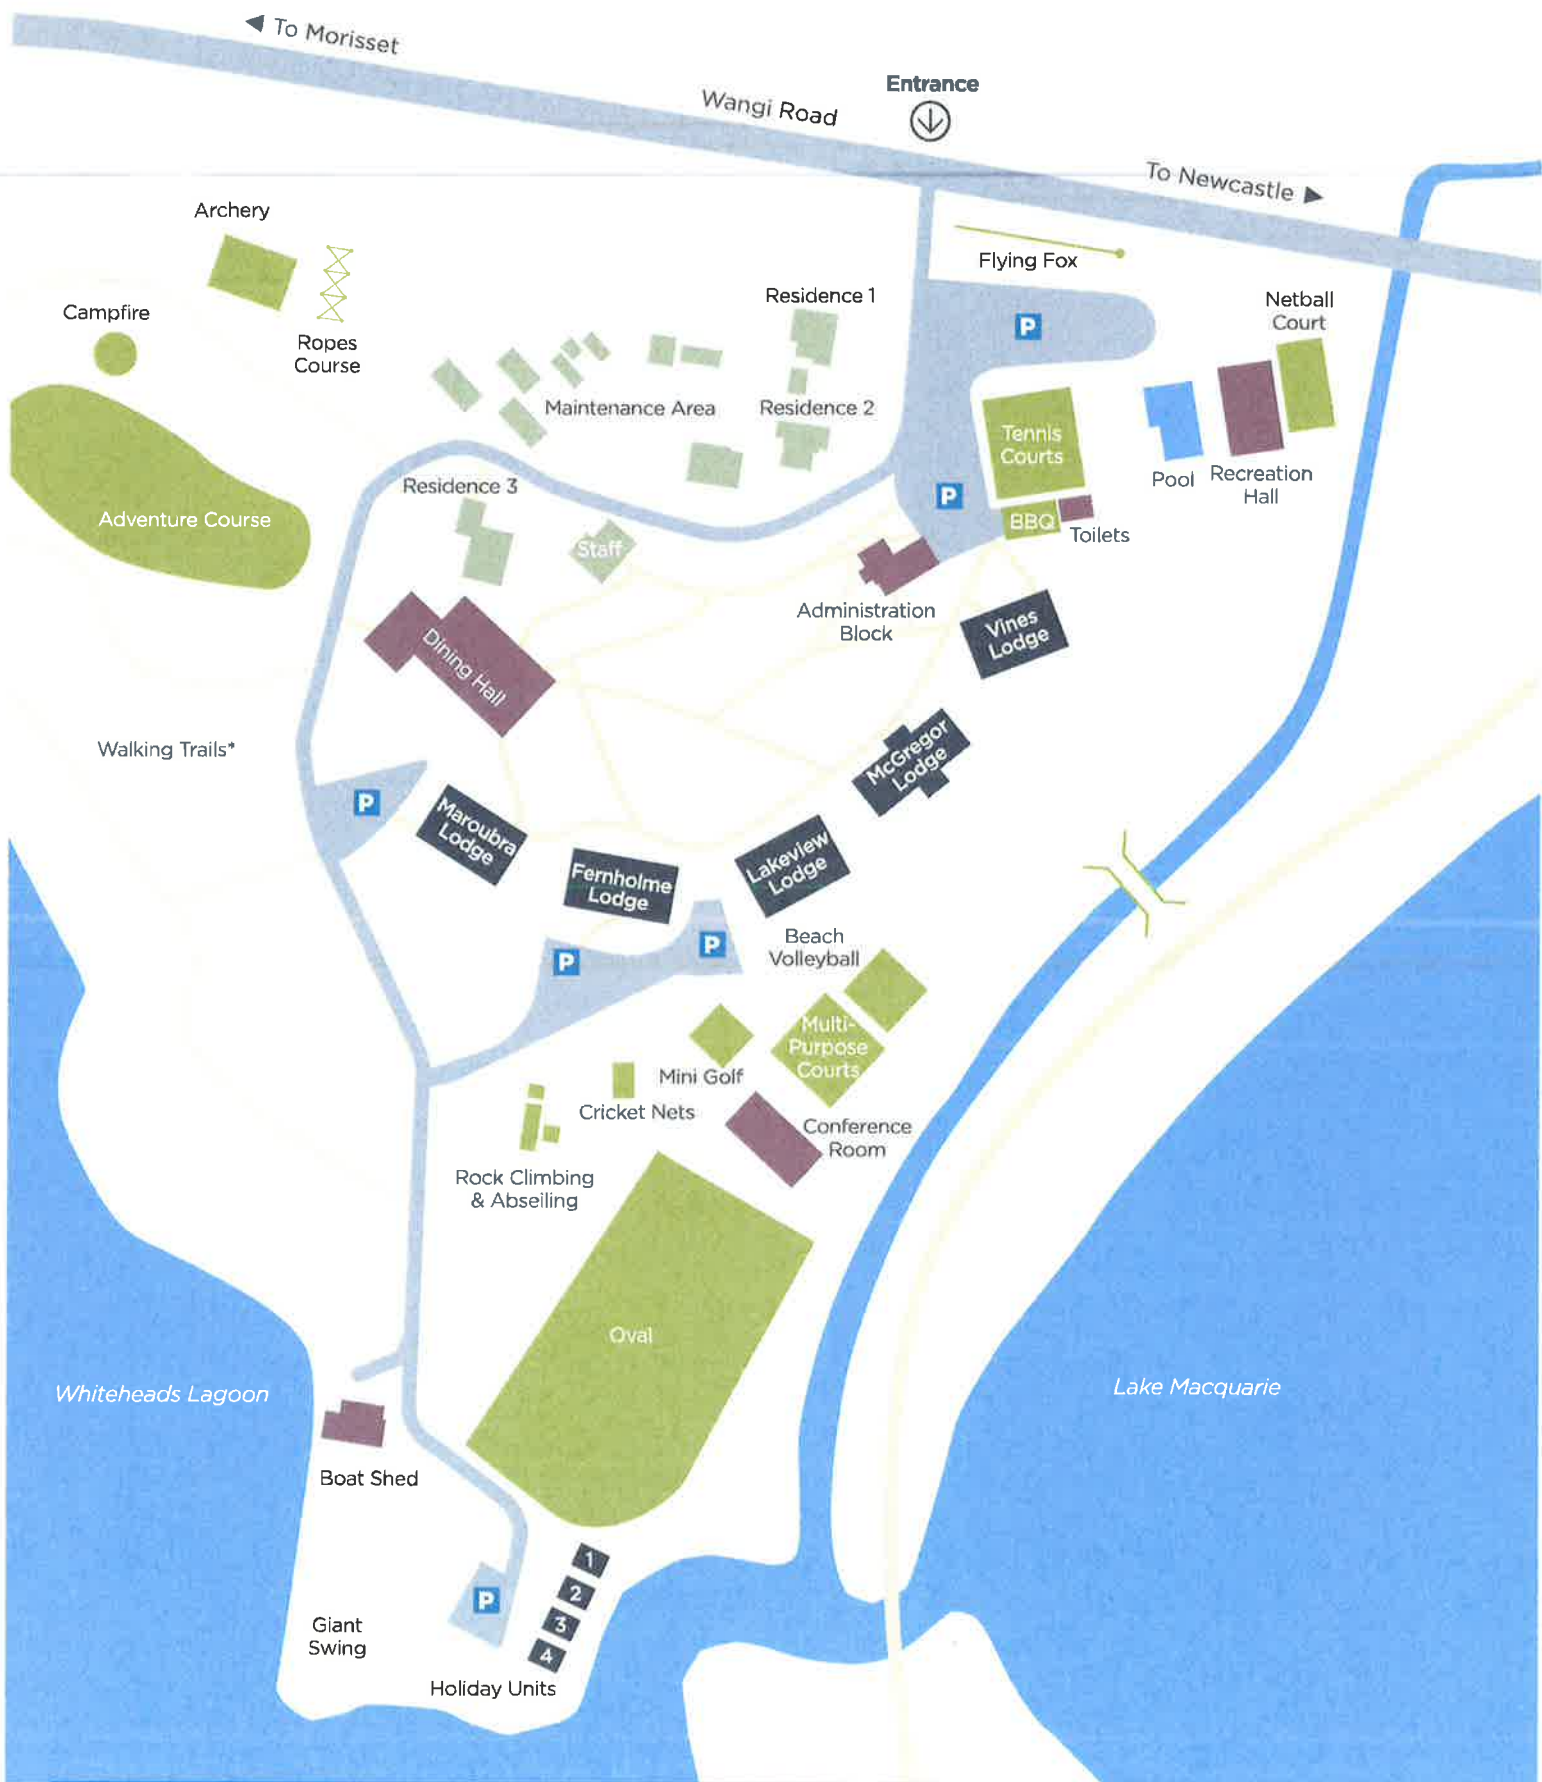 ◄ To Morisset
Entrance
Wangi Road
To Newcastle ►
Archery
Flying Fox
Campfire
Ropes
Course
Residence 1
P
Netball
Court
Maintenance Area
Residence 2
Tennis
Courts
Pool
Recreation
Hall
Residence 3
P
Adventure Course
Staff
BBQ
Toilets
Administration
Block
Vines
Lodge
Dining Hall
Walking Trails*
McGregor
Lodge
P
Maroubra
Lodge
Fernholme
Lodge
Lakeview
Lodge
P
P
Beach
Volleyball
Multi-
Purpose
Courts
Mini Golf
Cricket Nets
Conference
Room
Rock Climbing
& Abseiling
Oval
Whiteheads Lagoon
Lake Macquarie
Boat Shed
1
2
3
4
P
Giant
Swing
Holiday Units